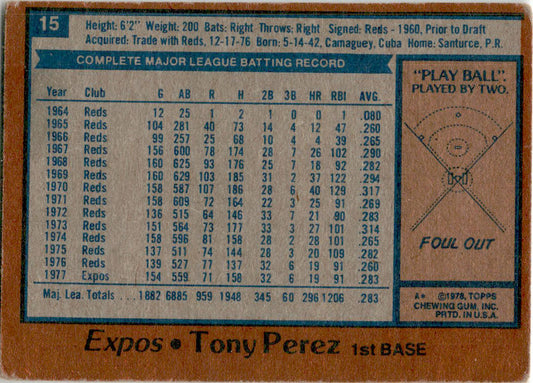 15
Height: 6'2" Weight: 200 Bats: Right Throws: Right Signed: Reds - 1960, Prior to Draft
Acquired: Trade with Reds, 12-17-76 Born: 5-14-42, Camaguey, Cuba Home: Santurce, P.R.
COMPLETE MAJOR LEAGUE BATTING RECORD
Year Club G AB R H 2B 3B HR RBI AVG.
1964 Reds 12 25 1 2 1 0 0 1 .080
1965 Reds 104 281 40 73 14 4 12 47 .260
1966 Reds 99 257 25 68 10 4 4 39 .265
1967 Reds 156 600 78 174 28 7 26 102 .290
1968 Reds 160 625 93 176 25 7 18 92 .282
1969 Reds 160 629 103 185 31 2 37 122 .294
1970 Reds 158 587 107 186 28 6 40 129 .317
1971 Reds 158 609 72 164 22 3 25 91 .269
1972 Reds 136 515 64 146 33 7 21 90 .283
1973 Reds 151 564 73 177 33 3 27 101 .314
1974 Reds 158 596 81 158 28 2 28 101 .265
1975 Reds 137 511 74 144 28 3 20 109 .282
1976 Reds 139 527 77 137 32 6 19 91 .260
1977 Expos 154 559 71 158 32 6 19 91 .283
Maj. Lea. Totals ..... 1882 6885 959 1948 345 60 296 1206 .283
"PLAY BALL".
PLAYED BY TWO.
FOUL OUT
A* ©1978, TOPPS
CHEWING GUM, INC.
PRTD. IN U.S.A.
Expos • Tony Perez 1st BASE